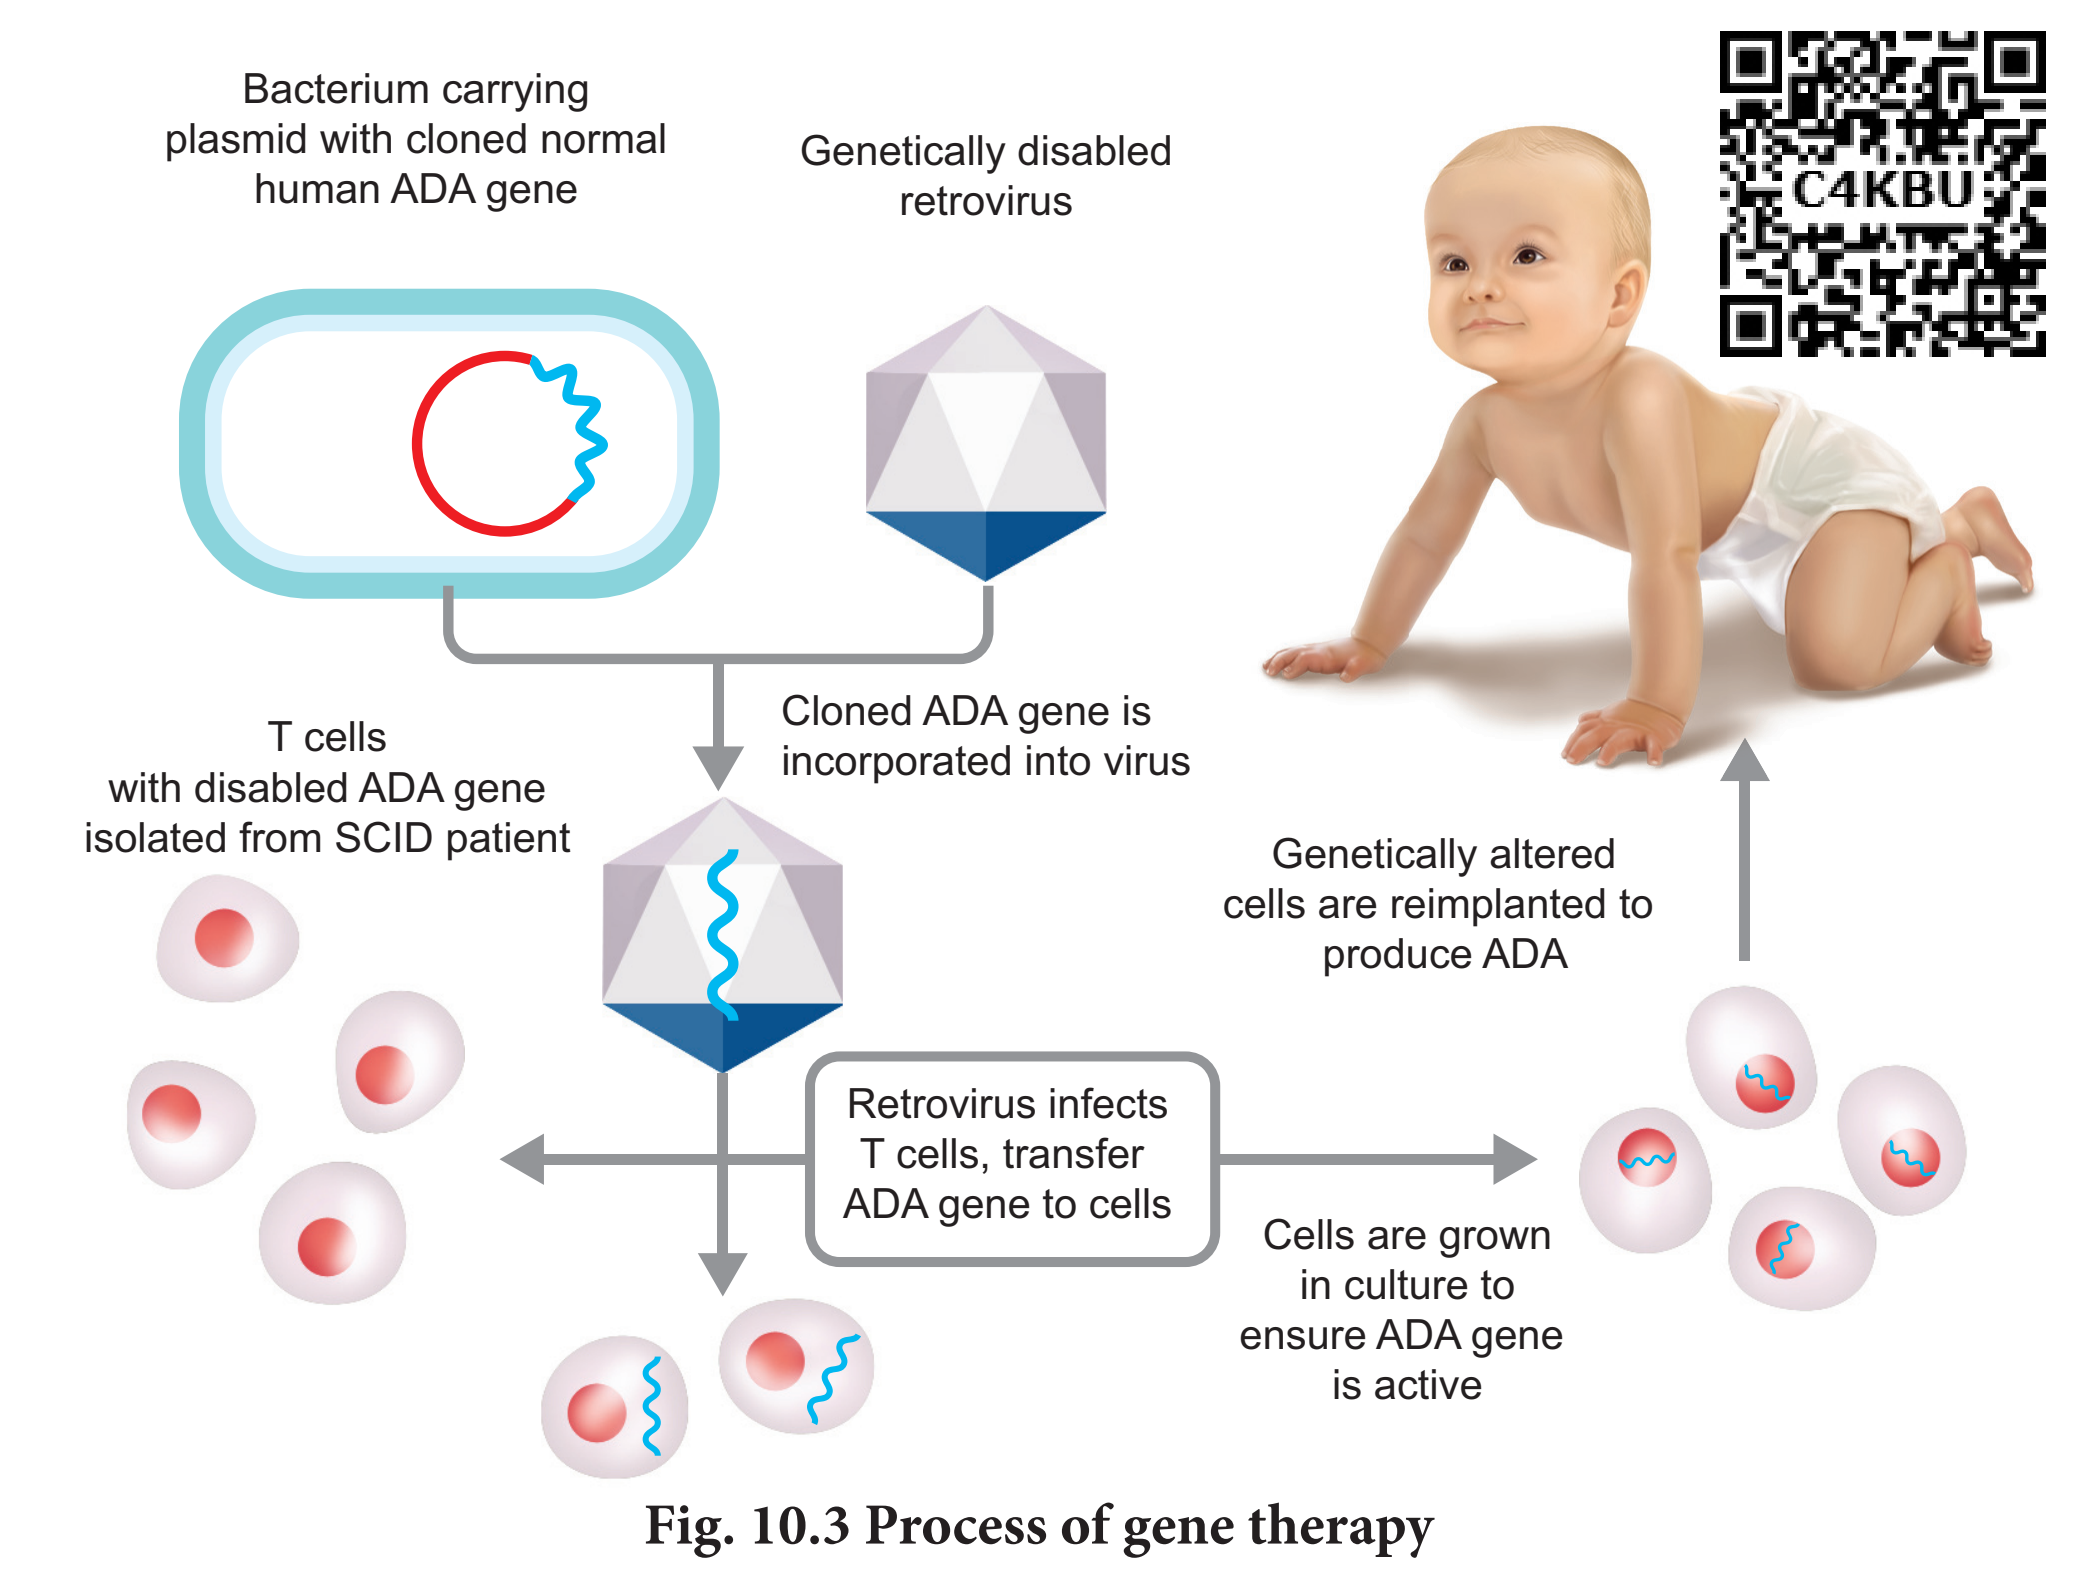 Bacterium carrying
plasmid with cloned normal
human ADA gene
Genetically disabled
retrovirus
C4KBU
Cloned ADA gene is
incorporated into virus
T cells
with disabled ADA gene
isolated from SCID patient
Genetically altered
cells are reimplanted to
produce ADA
Retrovirus infects
T cells, transfer
ADA gene to cells
Cells are grown
in culture to
ensure ADA gene
is active
Fig. 10.3 Process of gene therapy